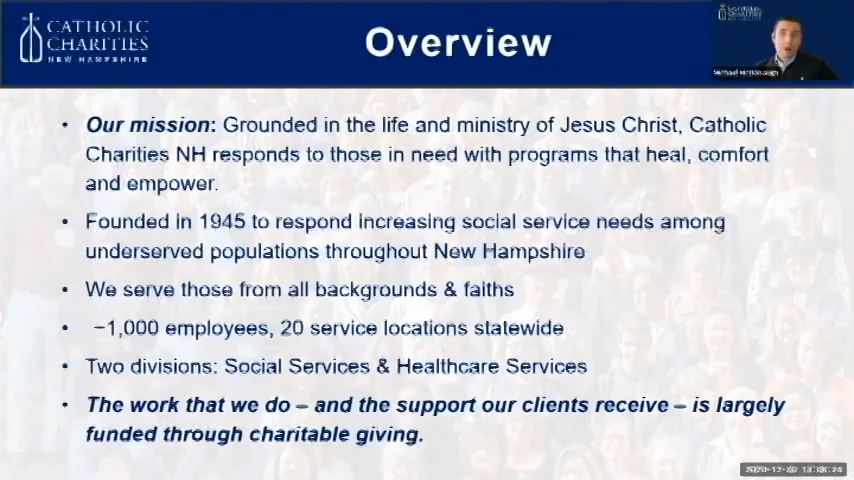 CATHOLIC
CHARITIES
NEW HAMPSHIRE
Overview
• Our mission: Grounded in the life and ministry of Jesus Christ, Catholic
Charities NH responds to those in need with programs that heal, comfort
and empower.
• Founded in 1945 to respond increasing social service needs among
underserved populations throughout New Hampshire
• We serve those from all backgrounds & faiths
• ~1,000 employees, 20 service locations statewide
• Two divisions: Social Services & Healthcare Services
• The work that we do – and the support our clients receive – is largely
funded through charitable giving.